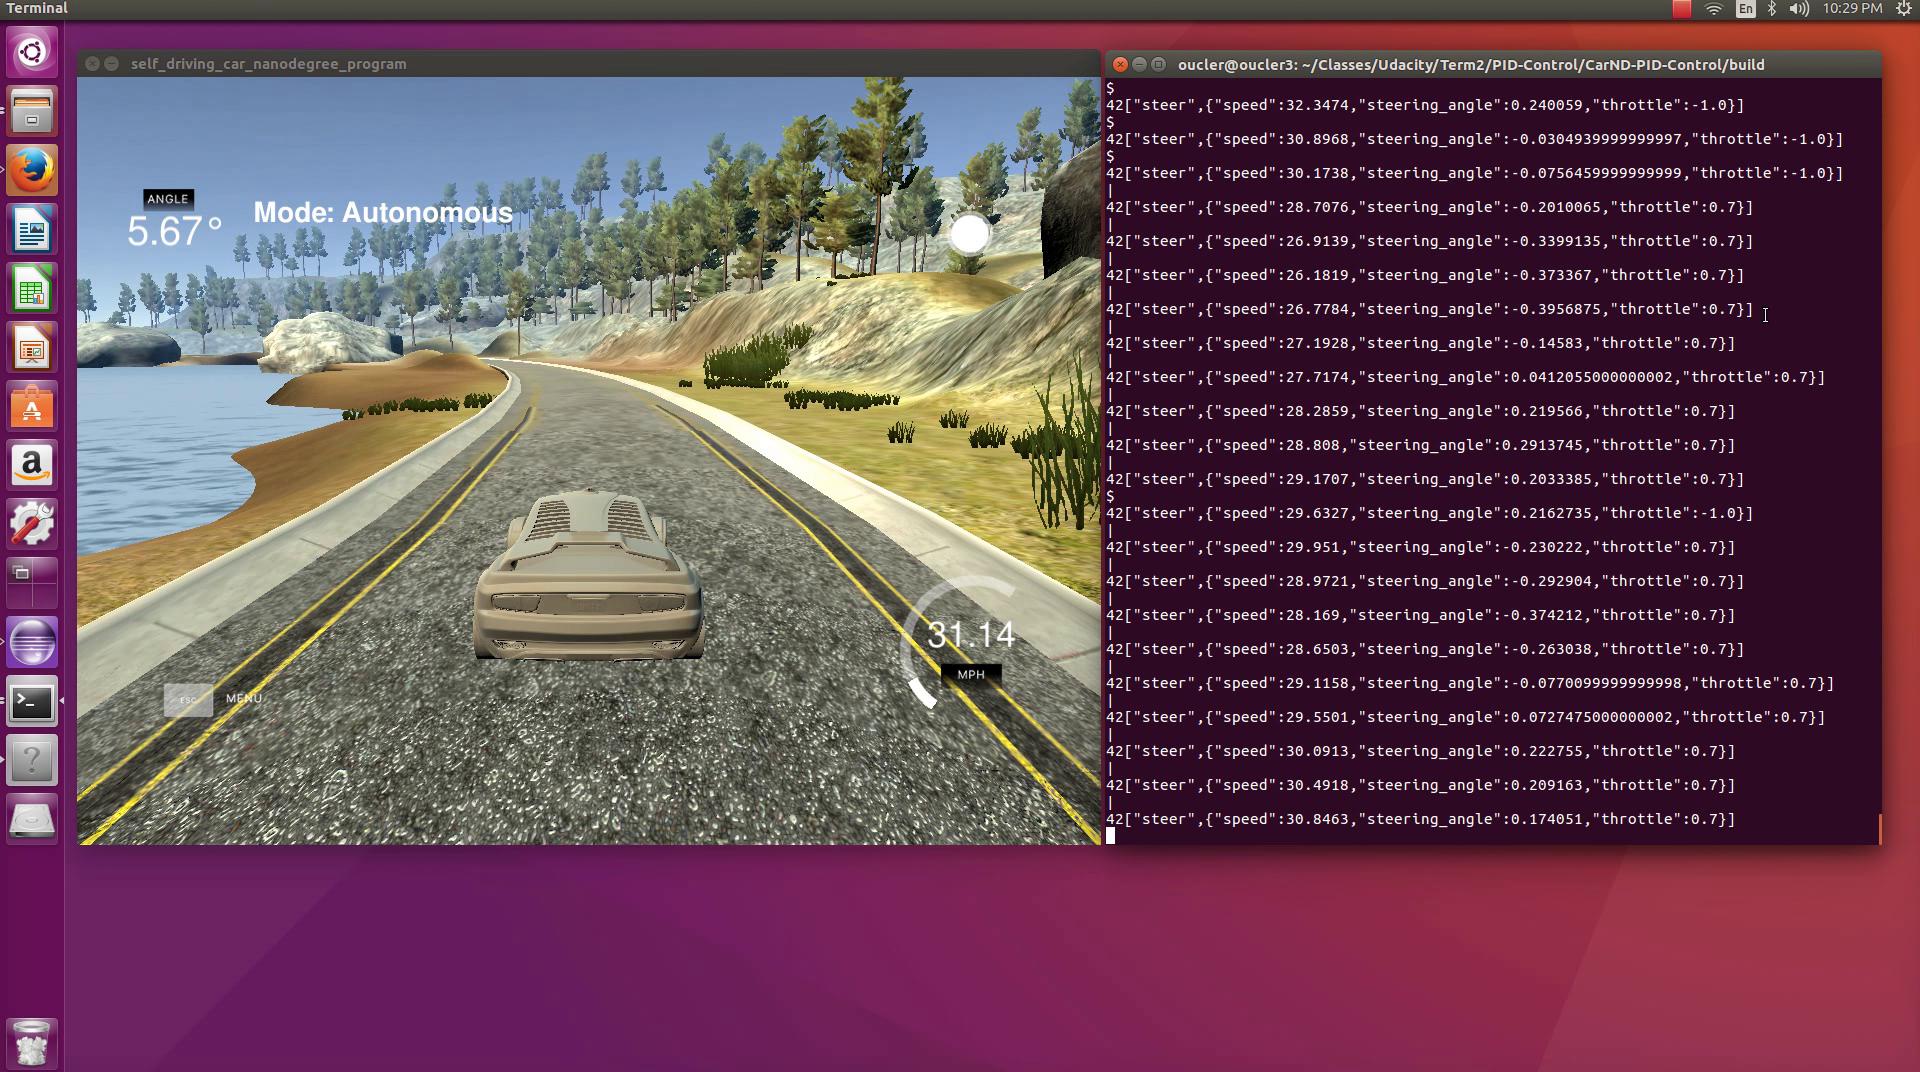 Terminal
En
10:29 PM
self_driving_car_nanodegree_program
ANGLE
5.67°
Mode: Autonomous
31.14
MPH
ESC
MENU
oucler@oucler3: ~/Classes/Udacity/Term2/PID-Control/CarND-PID-Control/build
$
42["steer",{"speed":32.3474,"steering_angle":0.240059,"throttle":-1.0}]
$
42["steer",{"speed":30.8968,"steering_angle":-0.0304939999999997,"throttle":-1.0}]
$
42["steer",{"speed":30.1738,"steering_angle":-0.0756459999999999,"throttle":-1.0}]
|
42["steer",{"speed":28.7076,"steering_angle":-0.2010065,"throttle":0.7}]
|
42["steer",{"speed":26.9139,"steering_angle":-0.3399135,"throttle":0.7}]
|
42["steer",{"speed":26.1819,"steering_angle":-0.373367,"throttle":0.7}]
|
42["steer",{"speed":26.7784,"steering_angle":-0.3956875,"throttle":0.7}]
|
42["steer",{"speed":27.1928,"steering_angle":-0.14583,"throttle":0.7}]
|
42["steer",{"speed":27.7174,"steering_angle":0.0412055000000002,"throttle":0.7}]
|
42["steer",{"speed":28.2859,"steering_angle":0.219566,"throttle":0.7}]
|
42["steer",{"speed":28.808,"steering_angle":0.2913745,"throttle":0.7}]
|
42["steer",{"speed":29.1707,"steering_angle":0.2033385,"throttle":0.7}]
$
42["steer",{"speed":29.6327,"steering_angle":0.2162735,"throttle":-1.0}]
|
42["steer",{"speed":29.951,"steering_angle":-0.230222,"throttle":0.7}]
|
42["steer",{"speed":28.9721,"steering_angle":-0.292904,"throttle":0.7}]
|
42["steer",{"speed":28.169,"steering_angle":-0.374212,"throttle":0.7}]
|
42["steer",{"speed":28.6503,"steering_angle":-0.263038,"throttle":0.7}]
|
42["steer",{"speed":29.1158,"steering_angle":-0.0770099999999998,"throttle":0.7}]
|
42["steer",{"speed":29.5501,"steering_angle":0.0727475000000002,"throttle":0.7}]
|
42["steer",{"speed":30.0913,"steering_angle":0.222755,"throttle":0.7}]
|
42["steer",{"speed":30.4918,"steering_angle":0.209163,"throttle":0.7}]
|
42["steer",{"speed":30.8463,"steering_angle":0.174051,"throttle":0.7}]